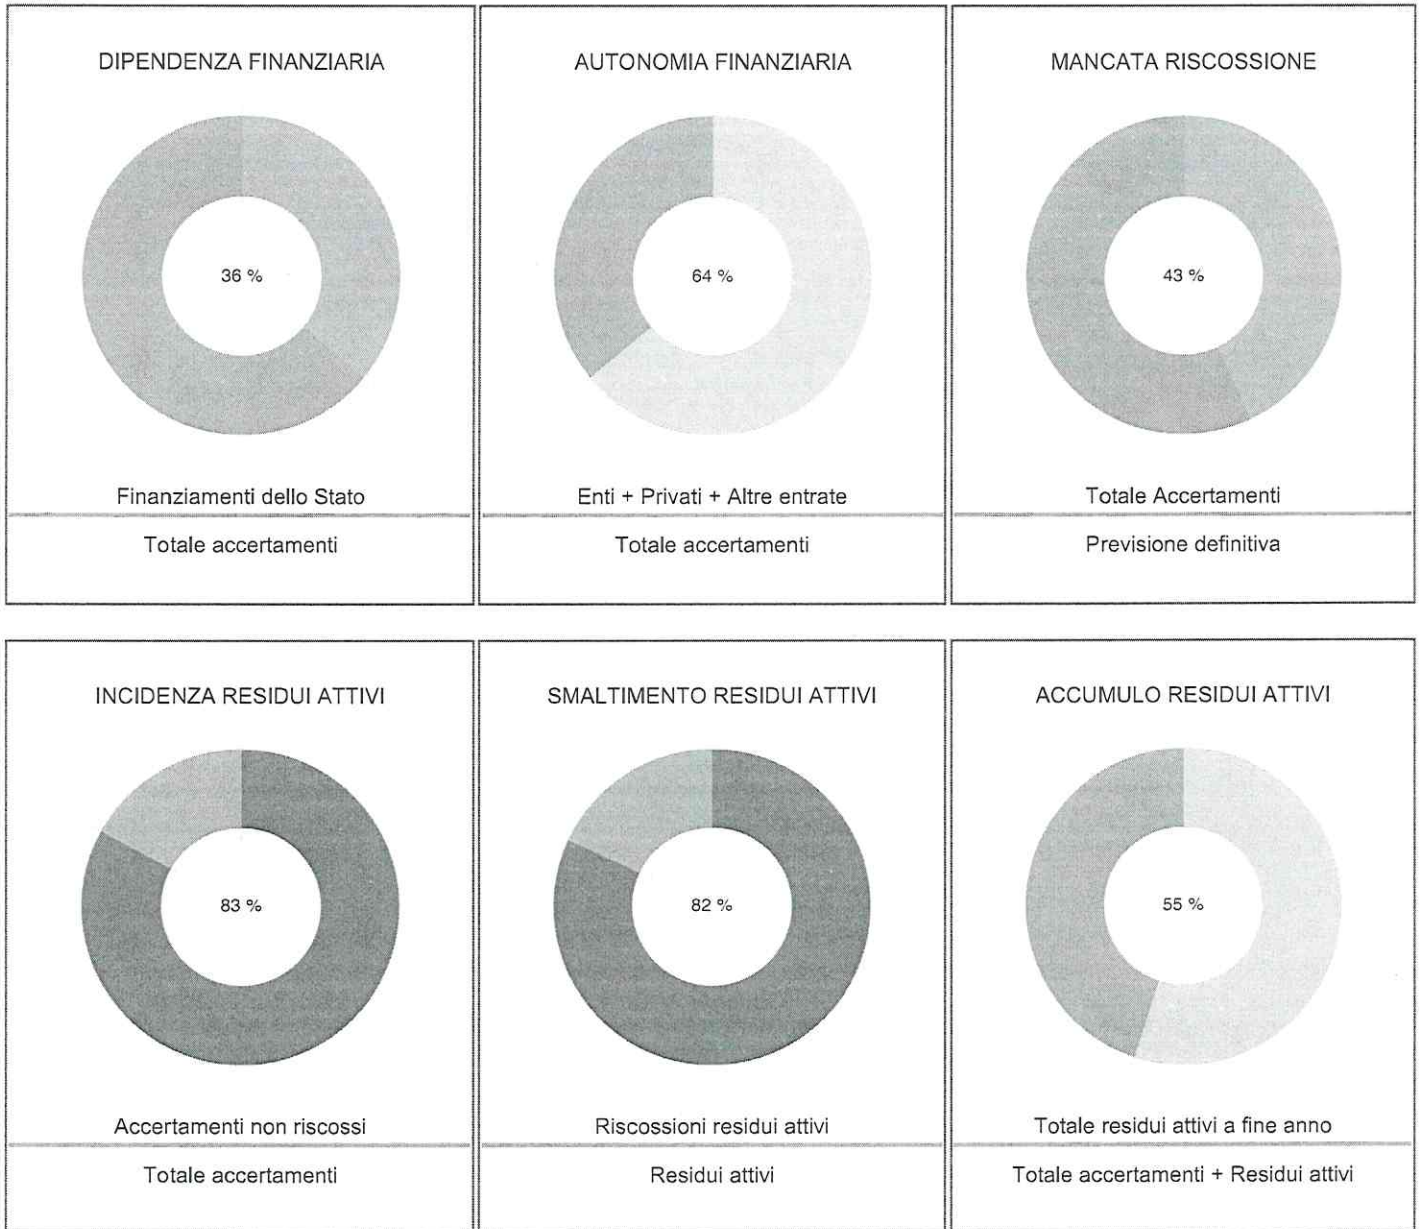 DIPENDENZA FINANZIARIA
36 %
Finanziamenti dello Stato
Totale accertamenti
AUTONOMIA FINANZIARIA
64 %
Enti + Privati + Altre entrate
Totale accertamenti
MANCATA RISCOSSIONE
43 %
Totale Accertamenti
Previsione definitiva
INCIDENZA RESIDUI ATTIVI
83 %
Accertamenti non riscossi
Totale accertamenti
SMALTIMENTO RESIDUI ATTIVI
82 %
Riscossioni residui attivi
Residui attivi
ACCUMULO RESIDUI ATTIVI
55 %
Totale residui attivi a fine anno
Totale accertamenti + Residui attivi